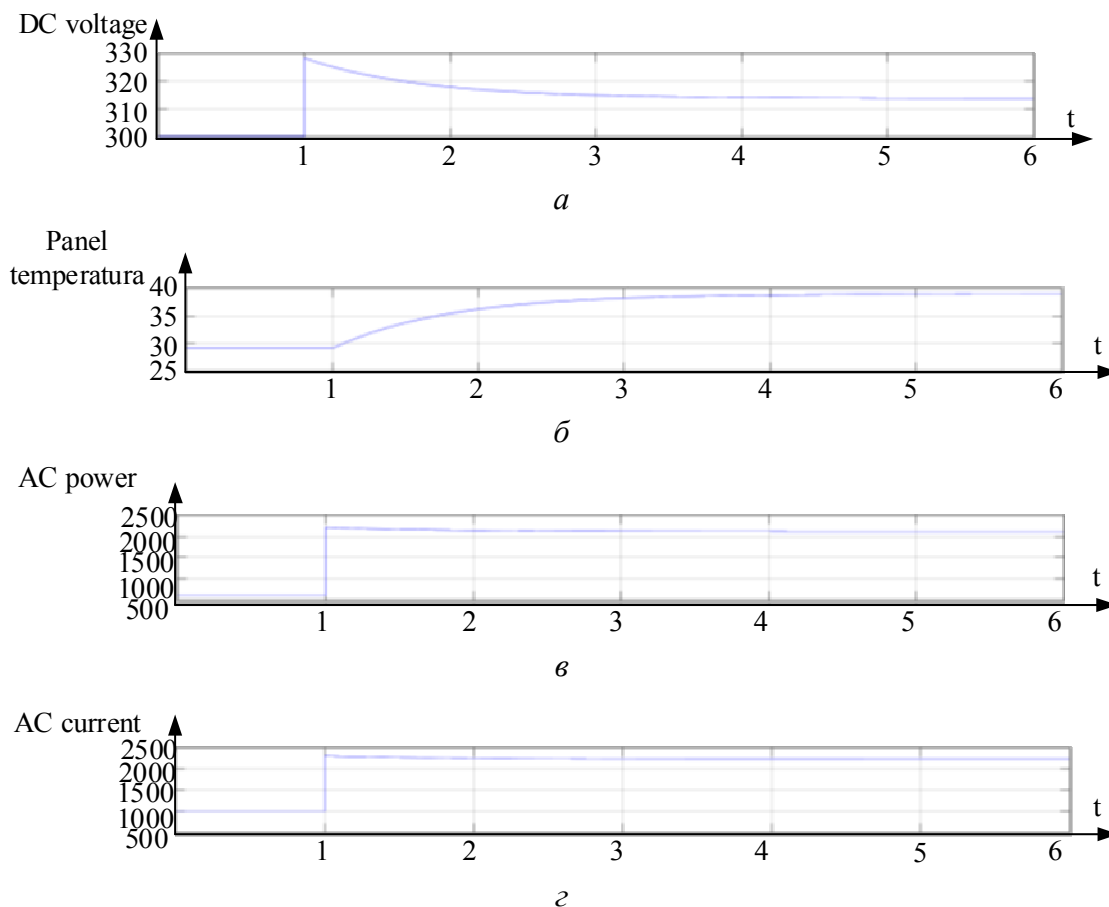 DC voltage
330
320
310
300
t
1 2 3 4 5 6
а
Panel
temperatura
40
35
30
25
t
1 2 3 4 5 6
б
AC power
2500
2000
1500
1000
500
t
1 2 3 4 5 6
в
AC current
2500
2000
1500
1000
500
t
1 2 3 4 5 6
г